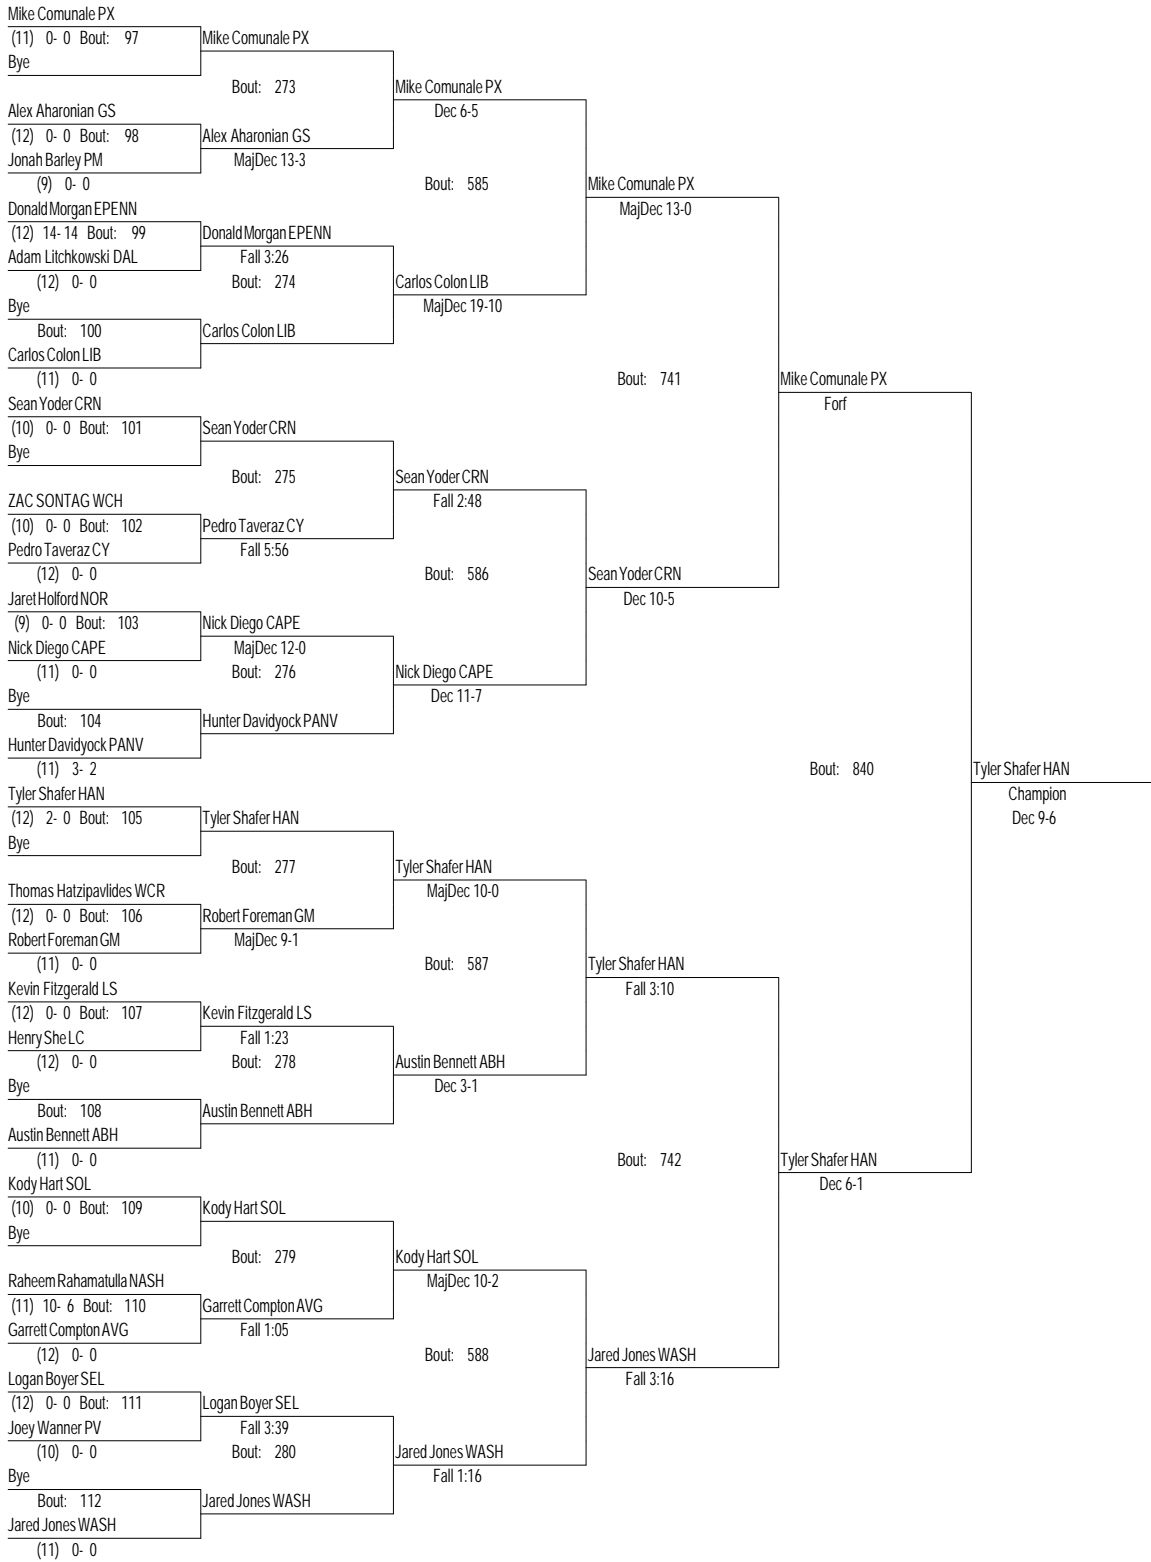 Mike Comunale PX
(11) 0- 0 Bout: 97 Mike Comunale PX
Bye
Bout: 273 Mike Comunale PX
Alex Aharonian GS Dec 6-5
(12) 0- 0 Bout: 98 Alex Aharonian GS
Jonah Barley PM MajDec 13-3
(9) 0- 0 Bout: 585 Mike Comunale PX
Donald Morgan EPENN MajDec 13-0
(12) 14- 14 Bout: 99 Donald Morgan EPENN
Adam Litchkowski DAL Fall 3:26
(12) 0- 0 Bout: 274 Carlos Colon LIB
Bye MajDec 19-10
Bout: 100 Carlos Colon LIB
Carlos Colon LIB
(11) 0- 0 Bout: 741 Mike Comunale PX
Sean Yoder CRN Forf
(10) 0- 0 Bout: 101 Sean Yoder CRN
Bye
Bout: 275 Sean Yoder CRN
ZAC SONTAG WCH Fall 2:48
(10) 0- 0 Bout: 102 Pedro Taveraz CY
Pedro Taveraz CY Fall 5:56
(12) 0- 0 Bout: 586 Sean Yoder CRN
Jaret Holford NOR Dec 10-5
(9) 0- 0 Bout: 103 Nick Diego CAPE
Nick Diego CAPE MajDec 12-0
(11) 0- 0 Bout: 276 Nick Diego CAPE
Bye Dec 11-7
Bout: 104 Hunter Davidyock PANV
Hunter Davidyock PANV
(11) 3- 2 Bout: 840 Tyler Shafer HAN
Tyler Shafer HAN Champion
(12) 2- 0 Bout: 105 Tyler Shafer HAN Dec 9-6
Bye
Bout: 277 Tyler Shafer HAN
Thomas Hatzipavlides WCR MajDec 10-0
(12) 0- 0 Bout: 106 Robert Foreman GM
Robert Foreman GM MajDec 9-1
(11) 0- 0 Bout: 587 Tyler Shafer HAN
Kevin Fitzgerald LS Fall 3:10
(12) 0- 0 Bout: 107 Kevin Fitzgerald LS
Henry She LC Fall 1:23
(12) 0- 0 Bout: 278 Austin Bennett ABH
Bye Dec 3-1
Bout: 108 Austin Bennett ABH
Austin Bennett ABH
(11) 0- 0 Bout: 742 Tyler Shafer HAN
Kody Hart SOL Dec 6-1
(10) 0- 0 Bout: 109 Kody Hart SOL
Bye
Bout: 279 Kody Hart SOL
Raheem Rahamatulla NASH MajDec 10-2
(11) 10- 6 Bout: 110 Garrett Compton AVG
Garrett Compton AVG Fall 1:05
(12) 0- 0 Bout: 588 Jared Jones WASH
Logan Boyer SEL Fall 3:16
(12) 0- 0 Bout: 111 Logan Boyer SEL
Joey Wanner PV Fall 3:39
(10) 0- 0 Bout: 280 Jared Jones WASH
Bye Fall 1:16
Bout: 112 Jared Jones WASH
Jared Jones WASH
(11) 0- 0